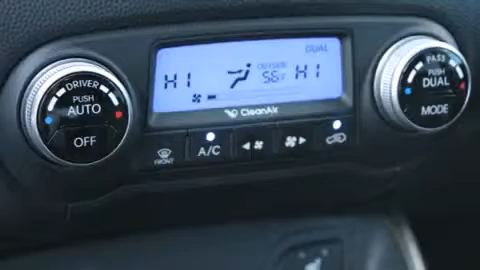 DRIVER
PUSH
AUTO
OFF
DUAL
OUTSIDE
HI
56°F
HI
CleanAir
FRONT
A/C
PASS
PUSH
DUAL
MODE